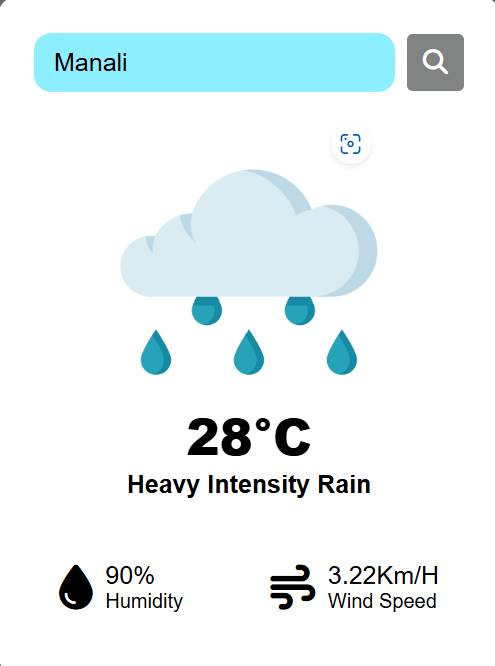 Manali
28°C
Heavy Intensity Rain
90%
Humidity
3.22Km/H
Wind Speed